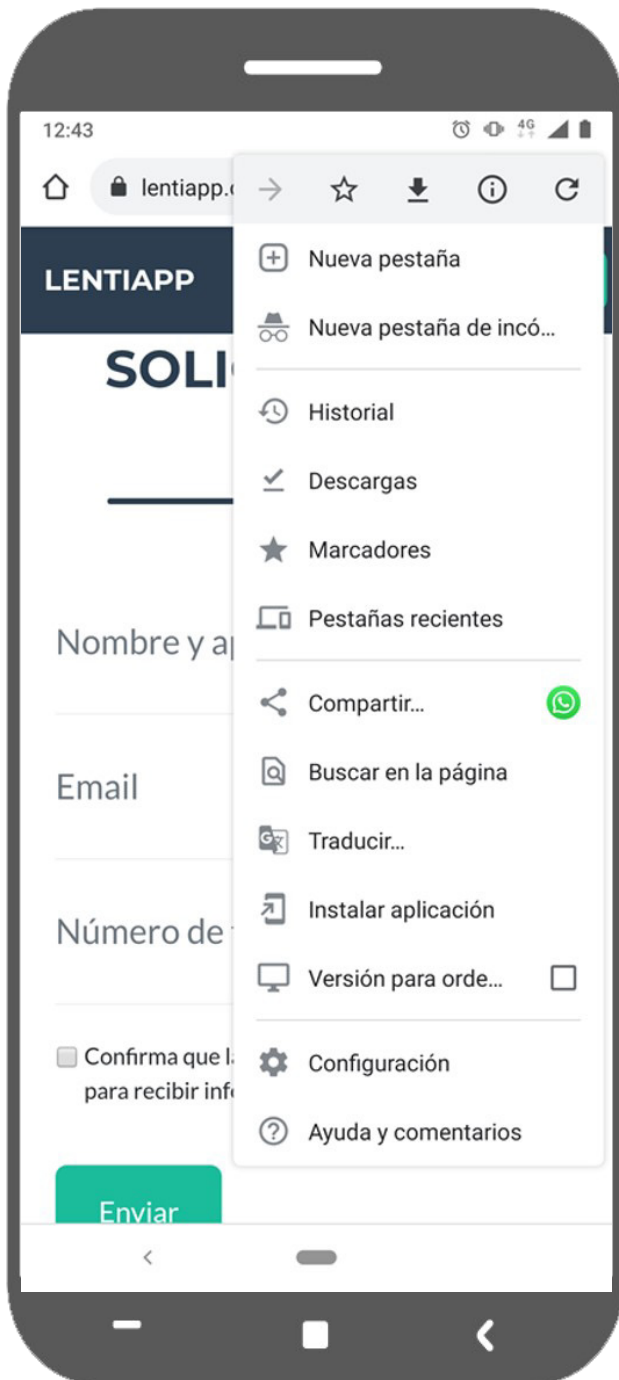 12:43
4G
lentiapp.
LENTIAPP
SOLI
Nombre y
Email
Número de
Confirma que
para recibir
Enviar
Nueva pestaña
Nueva pestaña de incó...
Historial
Descargas
Marcadores
Pestañas recientes
Compartir...
Buscar en la página
Traducir...
Instalar aplicación
Versión para orde...
Configuración
Ayuda y comentarios